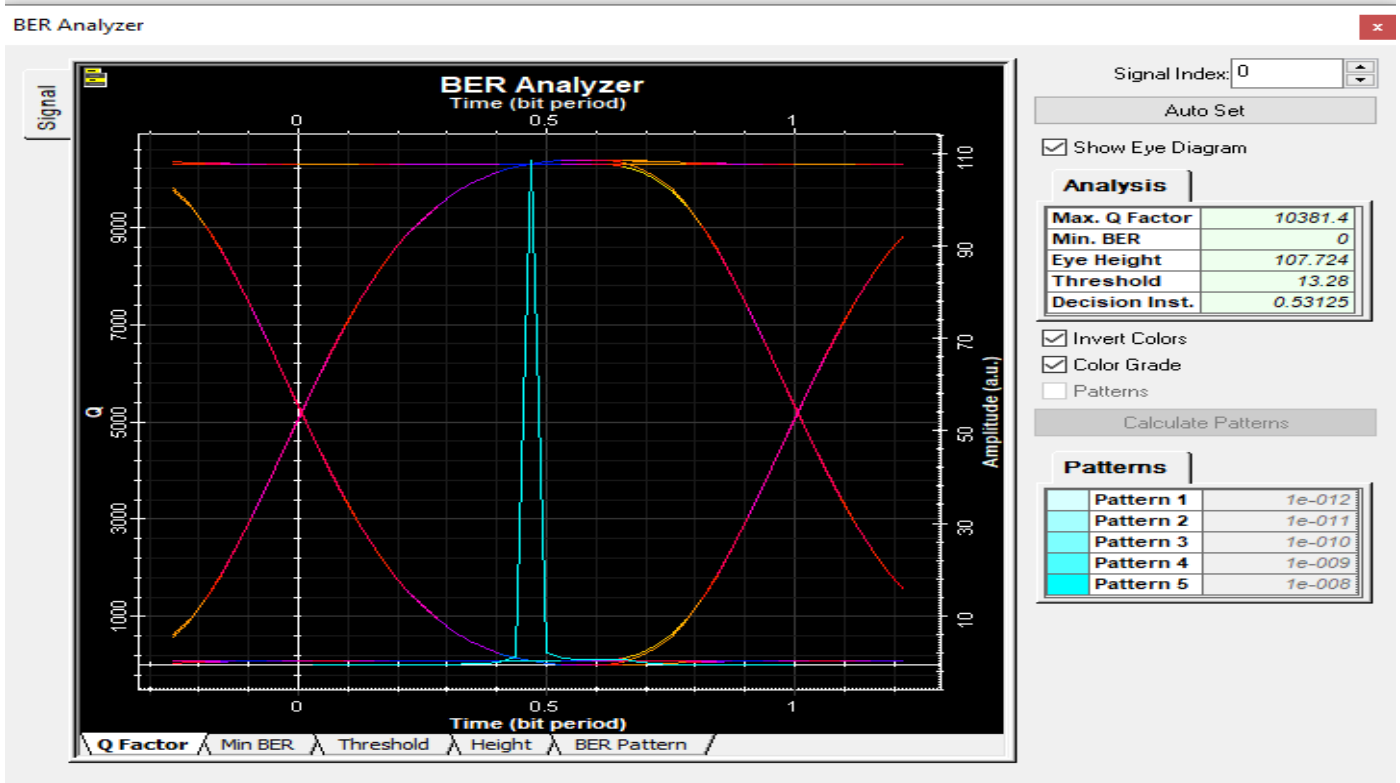 BER Analyzer
x
Signal
BER Analyzer
Time (bit period)
0 0.5 1
Q
9000
7000
5000
3000
1000
110
90
70
50
30
10
Amplitude (a.u.)
0 0.5 1
Time (bit period)
Q Factor Min BER Threshold Height BER Pattern
Signal Index: 0
Auto Set
Show Eye Diagram
Analysis
Max. Q Factor 10381.4
Min. BER 0
Eye Height 107.724
Threshold 13.28
Decision Inst. 0.53125
Invert Colors
Color Grade
Patterns
Calculate Patterns
Patterns
Pattern 1 1e-012
Pattern 2 1e-011
Pattern 3 1e-010
Pattern 4 1e-009
Pattern 5 1e-008